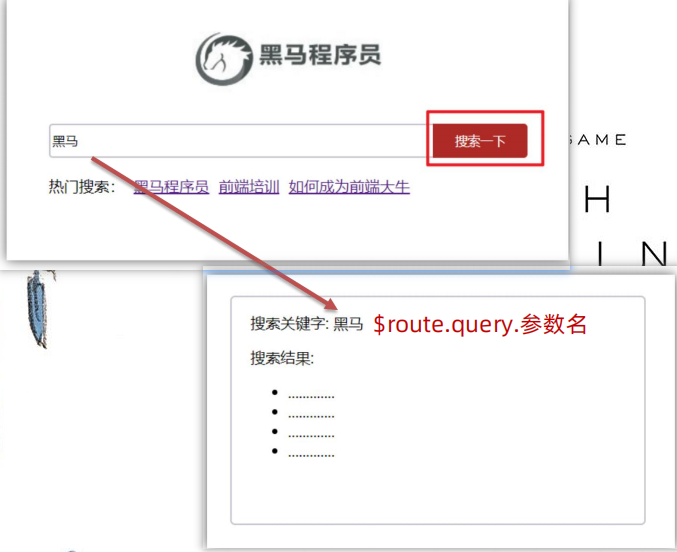 黑马程序员
黑马
搜索一下
热门搜索： 黑马程序员 前端培训 如何成为前端大牛
GAME
H
I N
搜索关键字: 黑马 $route.query.参数名
搜索结果:
• .............
• .............
• .............
• .............